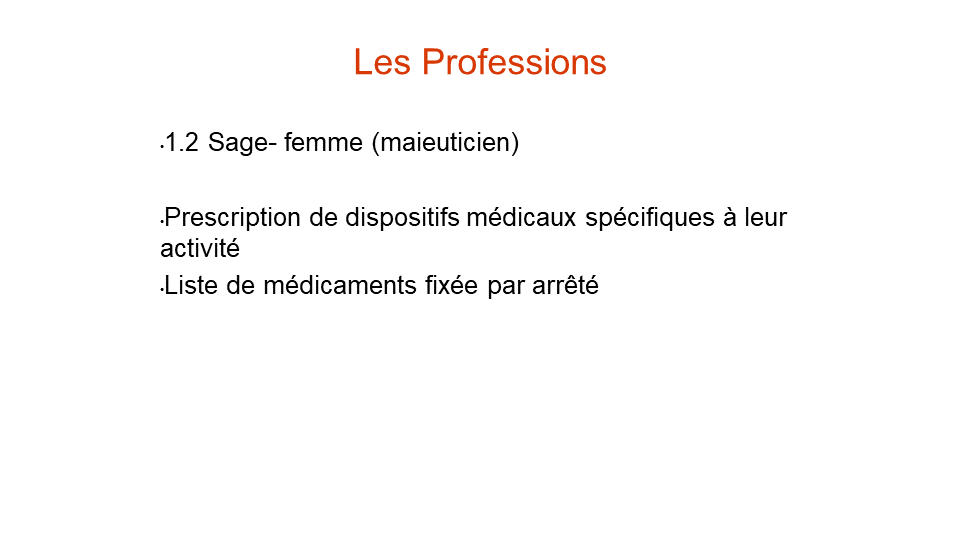 Les Professions
•1.2 Sage- femme (maieuticien)
•Prescription de dispositifs médicaux spécifiques à leur
activité
•Liste de médicaments fixée par arrêté